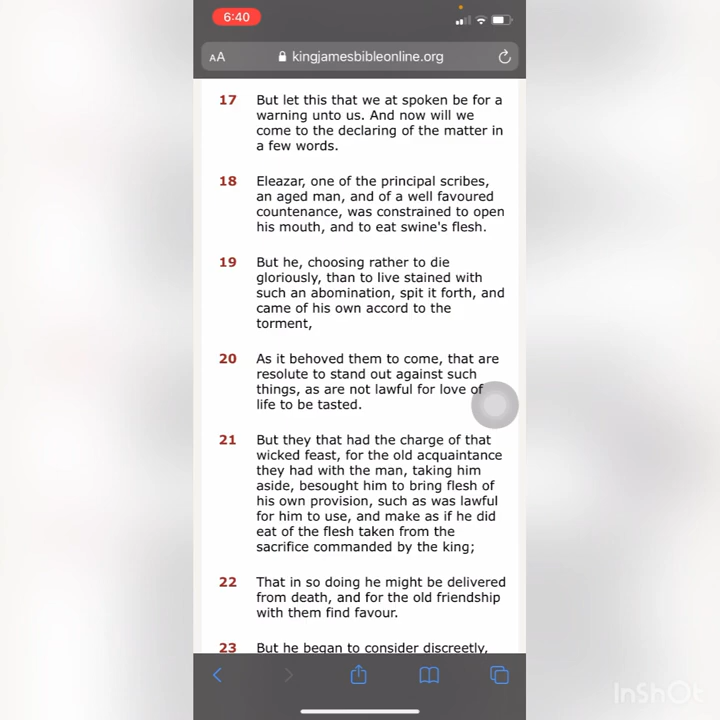 6:40
AA kingjamesbibleonline.org
17 But let this that we at spoken be for a
warning unto us. And now will we
come to the declaring of the matter in
a few words.
18 Eleazar, one of the principal scribes,
an aged man, and of a well favoured
countenance, was constrained to open
his mouth, and to eat swine's flesh.
19 But he, choosing rather to die
gloriously, than to live stained with
such an abomination, spit it forth, and
came of his own accord to the
torment,
20 As it behoved them to come, that are
resolute to stand out against such
things, as are not lawful for love of
life to be tasted.
21 But they that had the charge of that
wicked feast, for the old acquaintance
they had with the man, taking him
aside, besought him to bring flesh of
his own provision, such as was lawful
for him to use, and make as if he did
eat of the flesh taken from the
sacrifice commanded by the king;
22 That in so doing he might be delivered
from death, and for the old friendship
with them find favour.
23 But he began to consider discreetly,
InShOt